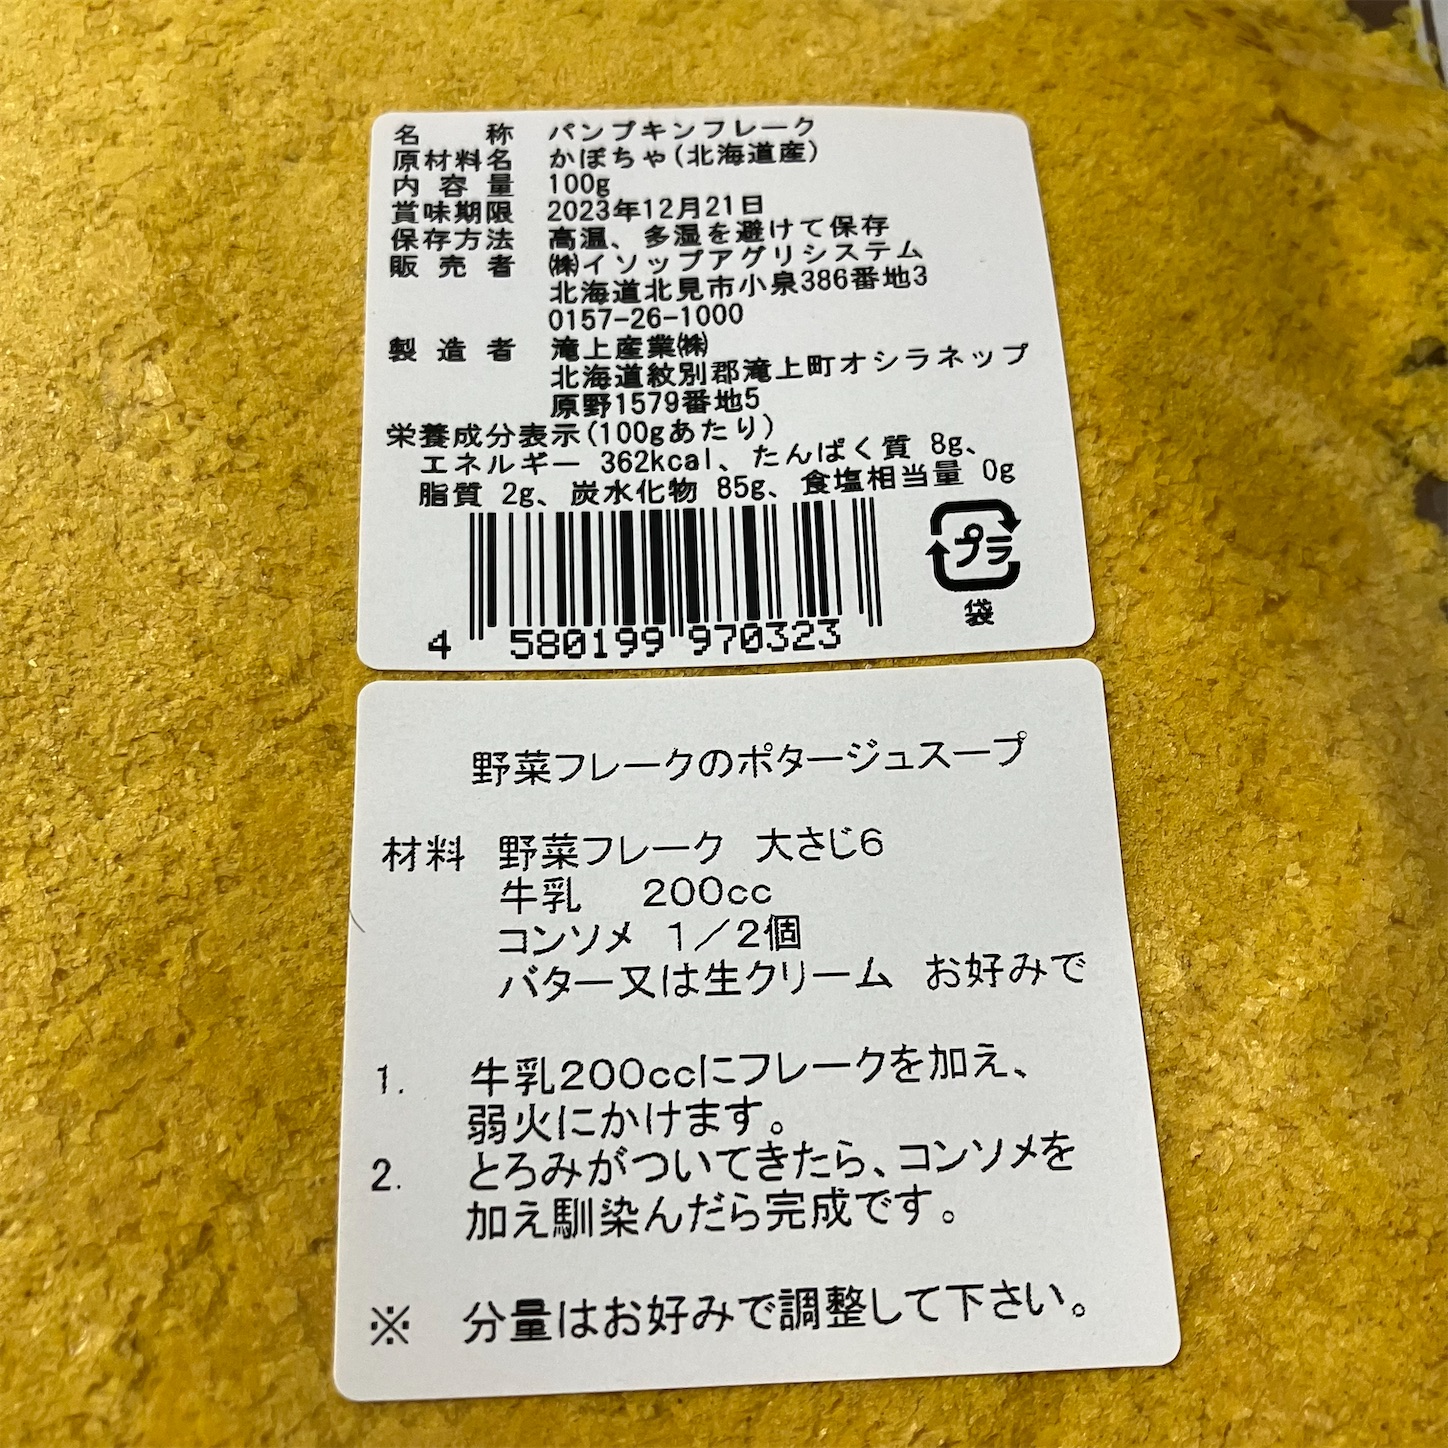 名称 パンプキンフレーク
原材料名 かぼちゃ(北海道産)
内容量 100g
賞味期限 2023年12月21日
保存方法 高温、多湿を避けて保存
販売者 ㈱イソップアグリシステム
北海道北見市小泉386番地3
0157-26-1000
製造者 滝上産業㈱
北海道紋別郡滝上町オシラネップ
原野1579番地5
栄養成分表示(100gあたり)
エネルギー 362kcal、たんぱく質 8g、
脂質 2g、炭水化物 85g、食塩相当量 0g
プラ
袋
4 580199 970323
野菜フレークのポタージュスープ
材料 野菜フレーク 大さじ6
牛乳 200cc
コンソメ 1/2個
バター又は生クリーム お好みで
1. 牛乳200ccにフレークを加え、
弱火にかけます。
2. とろみがついてきたら、コンソメを
加え馴染んだら完成です。
※ 分量はお好みで調整して下さい。